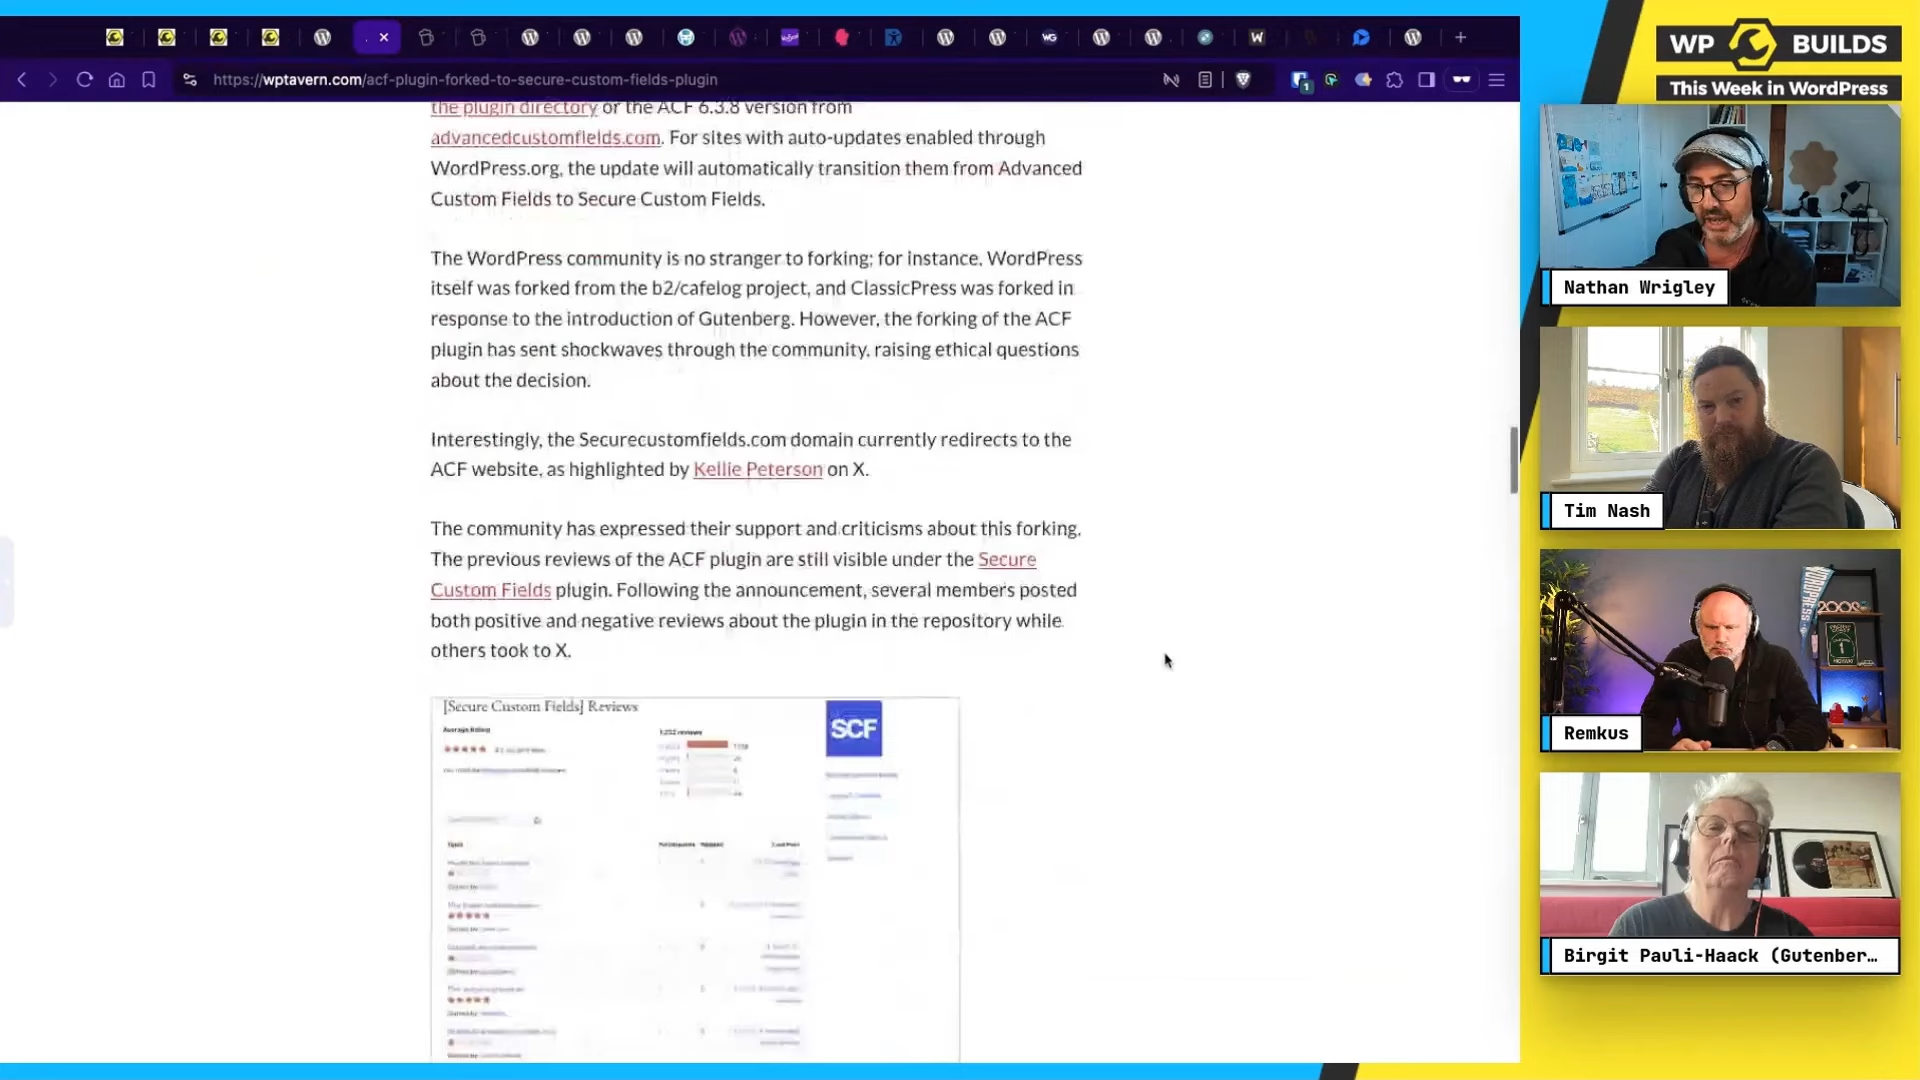 https://wptavern.com/acf-plugin-forked-to-secure-custom-fields-plugin
the plugin directory or the ACF 6.3.8 version from
advancedcustomfields.com. For sites with auto-updates enabled through
WordPress.org, the update will automatically transition them from Advanced
Custom Fields to Secure Custom Fields.
The WordPress community is no stranger to forking; for instance, WordPress
itself was forked from the b2/cafelog project, and ClassicPress was forked in
response to the introduction of Gutenberg. However, the forking of the ACF
plugin has sent shockwaves through the community, raising ethical questions
about the decision.
Interestingly, the Securecustomfields.com domain currently redirects to the
ACF website, as highlighted by Kellie Peterson on X.
The community has expressed their support and criticisms about this forking.
The previous reviews of the ACF plugin are still visible under the Secure
Custom Fields plugin. Following the announcement, several members posted
both positive and negative reviews about the plugin in the repository while
others took to X.
[Secure Custom Fields] Reviews
Average Rating
SCF
WP BUILDS
This Week in WordPress
Nathan Wrigley
Tim Nash
Remkus
Birgit Pauli-Haack (Gutenber…